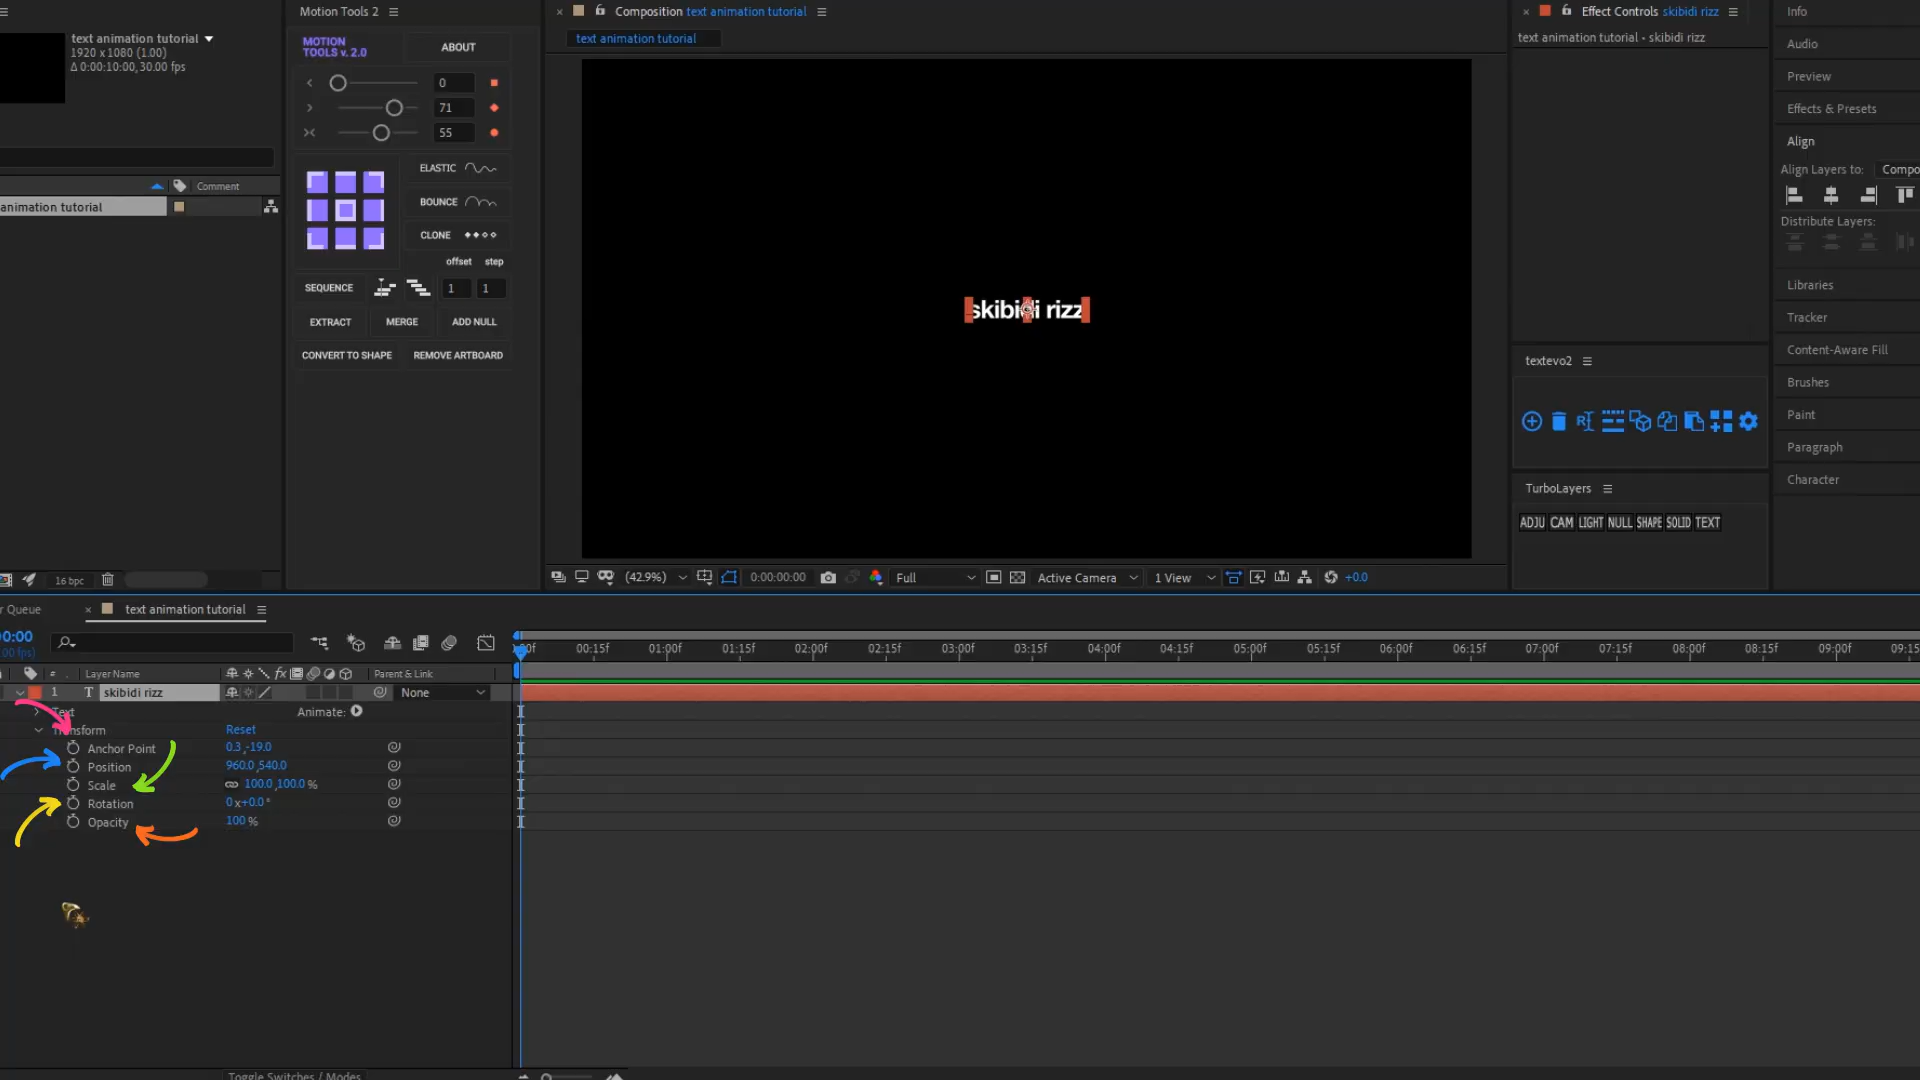 Motion Tools 2
Composition text animation tutorial
Effect Controls skibidi rizz
Info
text animation tutorial
1920 x 1080 (1.00)
Δ 0:00:10:00, 30.00 fps
MOTION
TOOLS v. 2.0
ABOUT
text animation tutorial
text animation tutorial • skibidi rizz
Audio
Preview
Effects & Presets
0
71
55
Align
Align Layers to:
Distribute Layers:
ELASTIC
BOUNCE
CLONE
Comment
animation tutorial
offset step
SEQUENCE
1
1
EXTRACT
MERGE
ADD NULL
CONVERT TO SHAPE
REMOVE ARTBOARD
skibidi rizz
Libraries
Tracker
Content-Aware Fill
Brushes
Paint
Paragraph
Character
textevo2
TurboLayers
ADJU CAM LIGHT NULL SHAPE SOLID TEXT
16 bpc
(42.9%)
0:00:00:00
Full
Active Camera
1 View
+0.0
Queue
text animation tutorial
00:15f 01:00f 01:15f 02:00f 02:15f 03:00f 03:15f 04:00f 04:15f 05:00f 05:15f 06:00f 06:15f 07:00f 07:15f 08:00f 08:15f 09:00f
# Layer Name
fx
Parent & Link
1 T skibidi rizz
None
Text
Animate:
Transform
Reset
Anchor Point
0.3,-19.0
Position
960.0,540.0
Scale
100.0,100.0 %
Rotation
0x+0.0°
Opacity
100 %
Toggle Switches / Modes